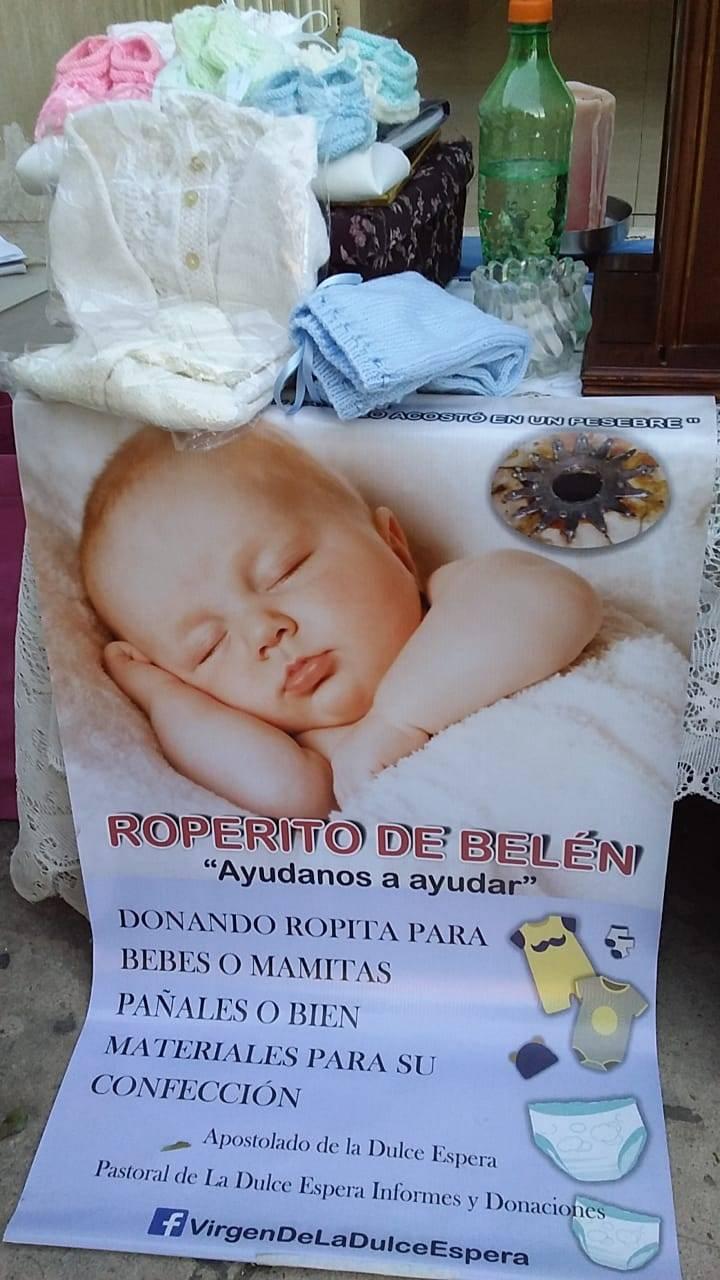 ACOSTÓ EN UN PESEBRE"
ROPERITO DE BELÉN
"Ayudanos a ayudar"
DONANDO ROPITA PARA
BEBES O MAMITAS
PAÑALES O BIEN
MATERIALES PARA SU
CONFECCIÓN
Apostolado de la Dulce Espera
Pastoral de La Dulce Espera Informes y Donaciones
VirgenDeLaDulceEspera